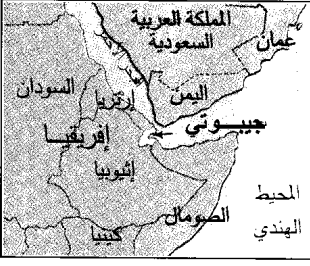 المملكة العربية
السعودية
عمان
السودان
إرتريا
اليمن
جيبوتي
إفريقيا
إثيوبيا
المحيط
الهندي
الصومال
كينيا